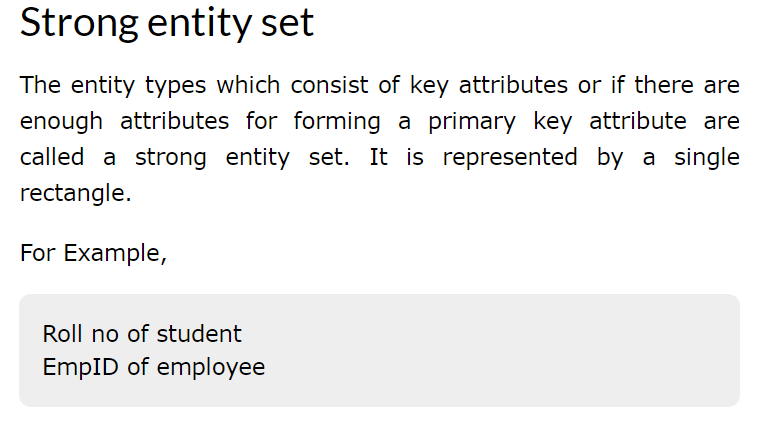 Strong entity set
The entity types which consist of key attributes or if there are
enough attributes for forming a primary key attribute are
called a strong entity set. It is represented by a single
rectangle.
For Example,
Roll no of student
EmpID of employee